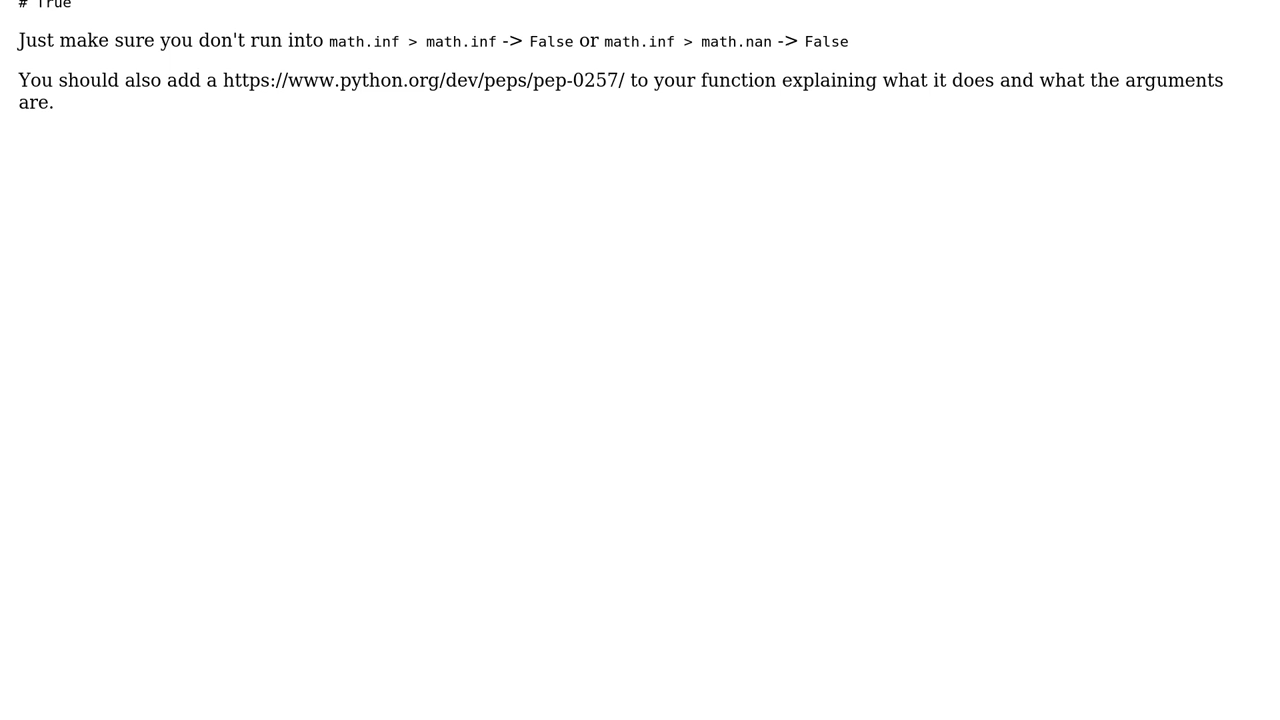 # True
Just make sure you don't run into math.inf > math.inf -> False or math.inf > math.nan -> False
You should also add a https://www.python.org/dev/peps/pep-0257/ to your function explaining what it does and what the arguments
are.